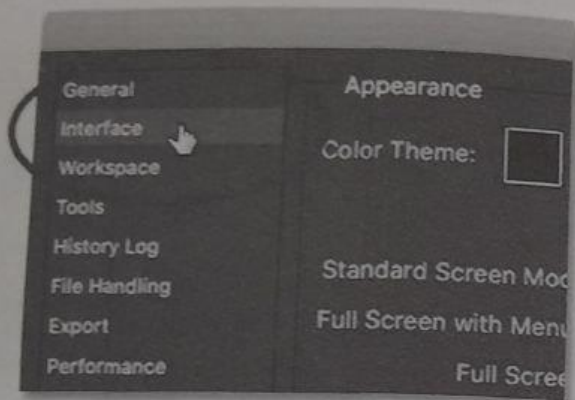 General
Interface
Workspace
Tools
History Log
File Handling
Export
Performance
Appearance
Color Theme:
Standard Screen Mod
Full Screen with Menu
Full Scree